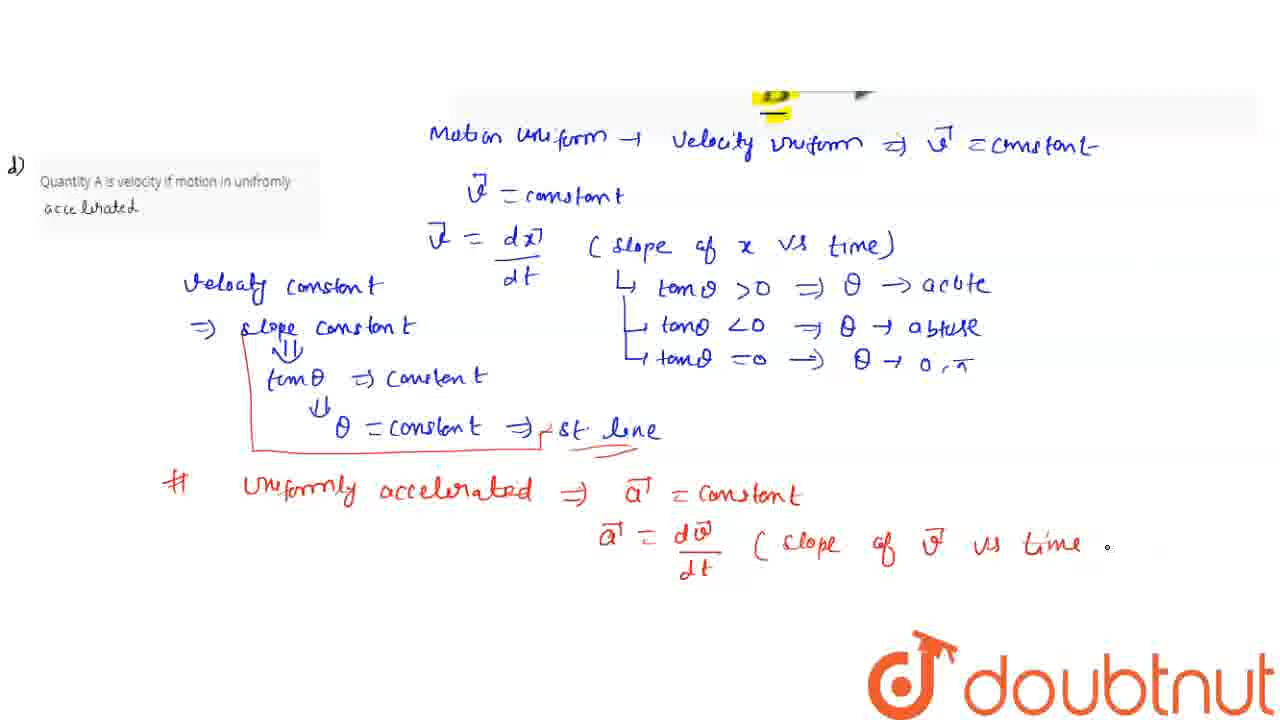 Motion uniform → velocity uniform ⇒ v⃗ = constant
d)
Quantity A is velocity if motion in unifromly
accelerated
v⃗ = constant
v⃗ = dx⃗/dt (slope of x vs time)
↳ tanθ >0 ⇒ θ → acute
→ tanθ <0 ⇒ θ → obtuse
→ tanθ =0 → θ → 0, π
velocity constant
⇒ slope constant
⇓
tanθ ⇒ constant
⇓
θ = constant ⇒ st. line
# Uniformly accelerated ⇒ a⃗ = constant
a⃗ = dv⃗/dt (slope of v⃗ vs time
doubtnut